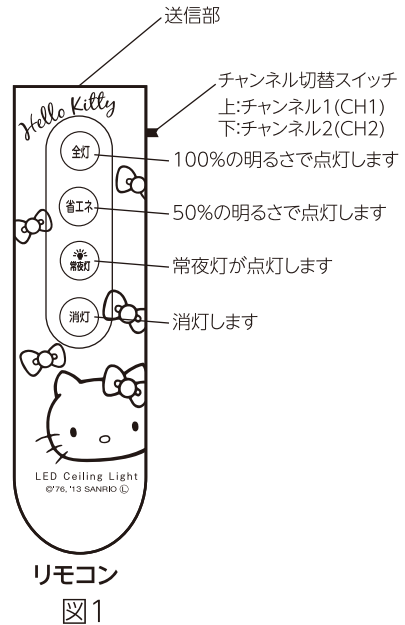 送信部
チャンネル切替スイッチ
上:チャンネル1(CH1)
下:チャンネル2(CH2)
Hello Kitty
全灯
100%の明るさで点灯します
省エネ
50%の明るさで点灯します
常夜灯
常夜灯が点灯します
消灯
消灯します
LED Ceiling Light
©'76, '13 SANRIO Ⓛ
リモコン
図1